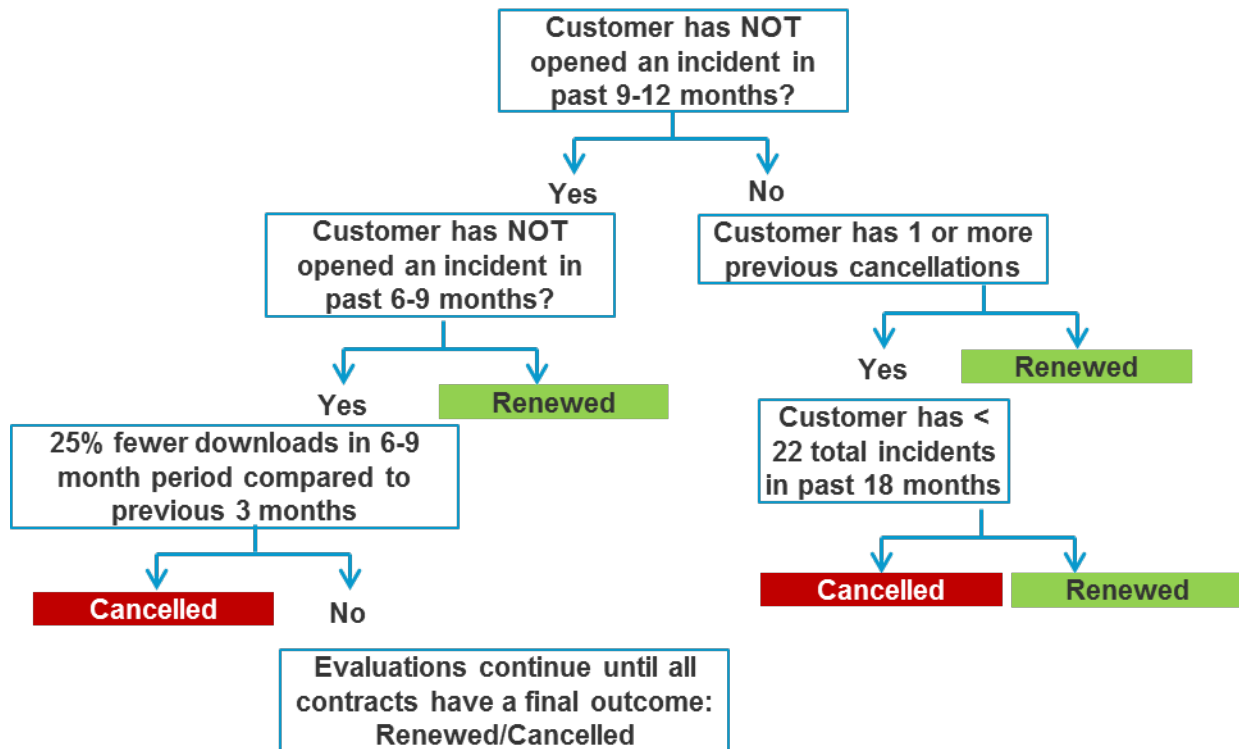 Customer has NOT
opened an incident in
past 9-12 months?
Yes
No
Customer has NOT
opened an incident in
past 6-9 months?
Customer has 1 or more
previous cancellations
Yes
Renewed
Yes
Renewed
25% fewer downloads in 6-9
month period compared to
previous 3 months
Customer has <
22 total incidents
in past 18 months
Cancelled
No
Cancelled
Renewed
Evaluations continue until all
contracts have a final outcome:
Renewed/Cancelled